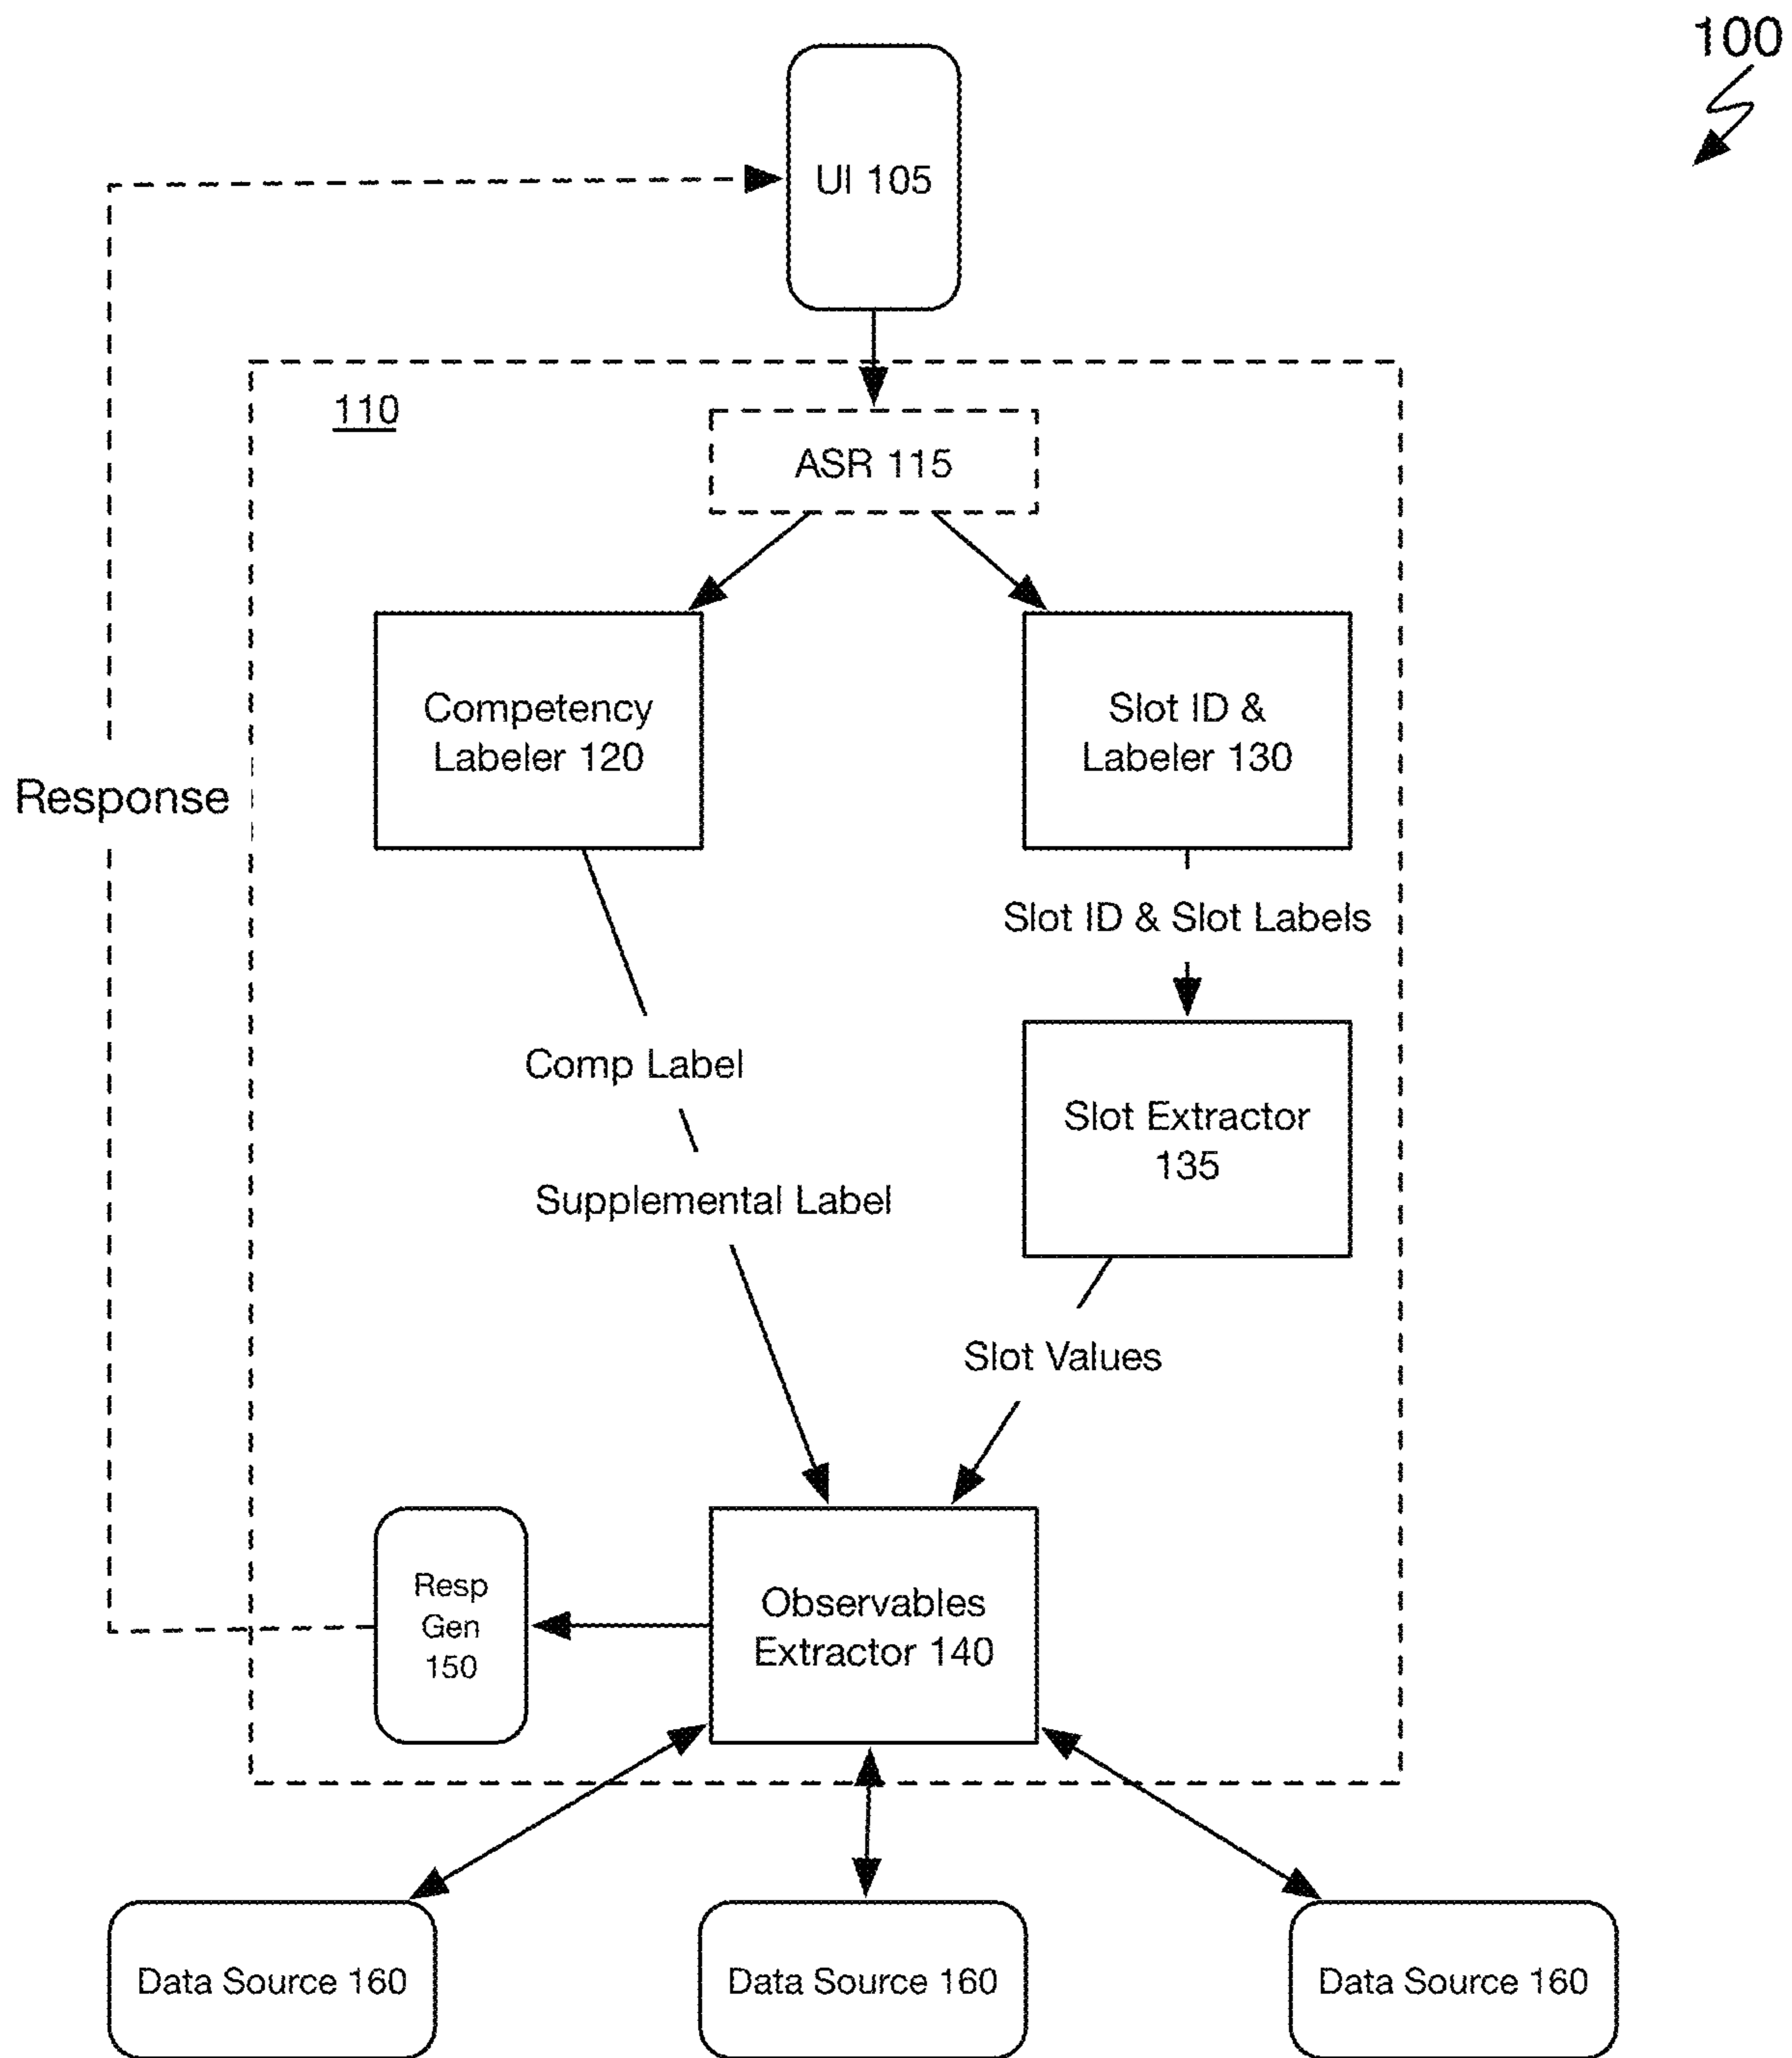 100
UI 105
110
ASR 115
Competency
Labeler 120
Slot ID &
Labeler 130
Response
Slot ID & Slot Labels
Comp Label
Slot Extractor
135
Supplemental Label
Slot Values
Resp
Gen
150
Observables
Extractor 140
Data Source 160
Data Source 160
Data Source 160